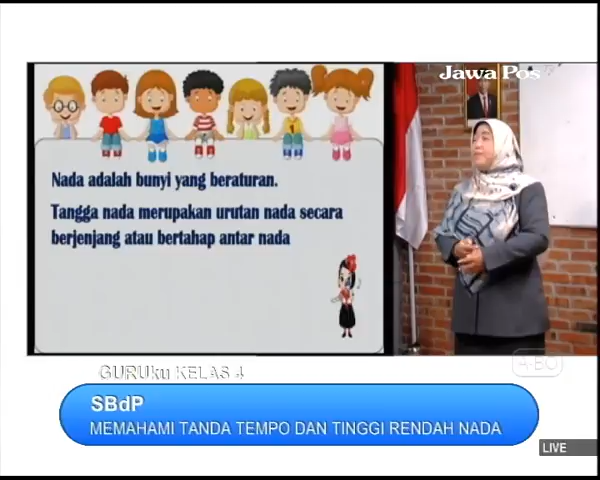 Jawa Pos
Nada adalah bunyi yang beraturan.
Tangga nada merupakan urutan nada secara
berjenjang atau bertahap antar nada
GURUku KELAS 4
A-BO
SBdP
MEMAHAMI TANDA TEMPO DAN TINGGI RENDAH NADA
LIVE